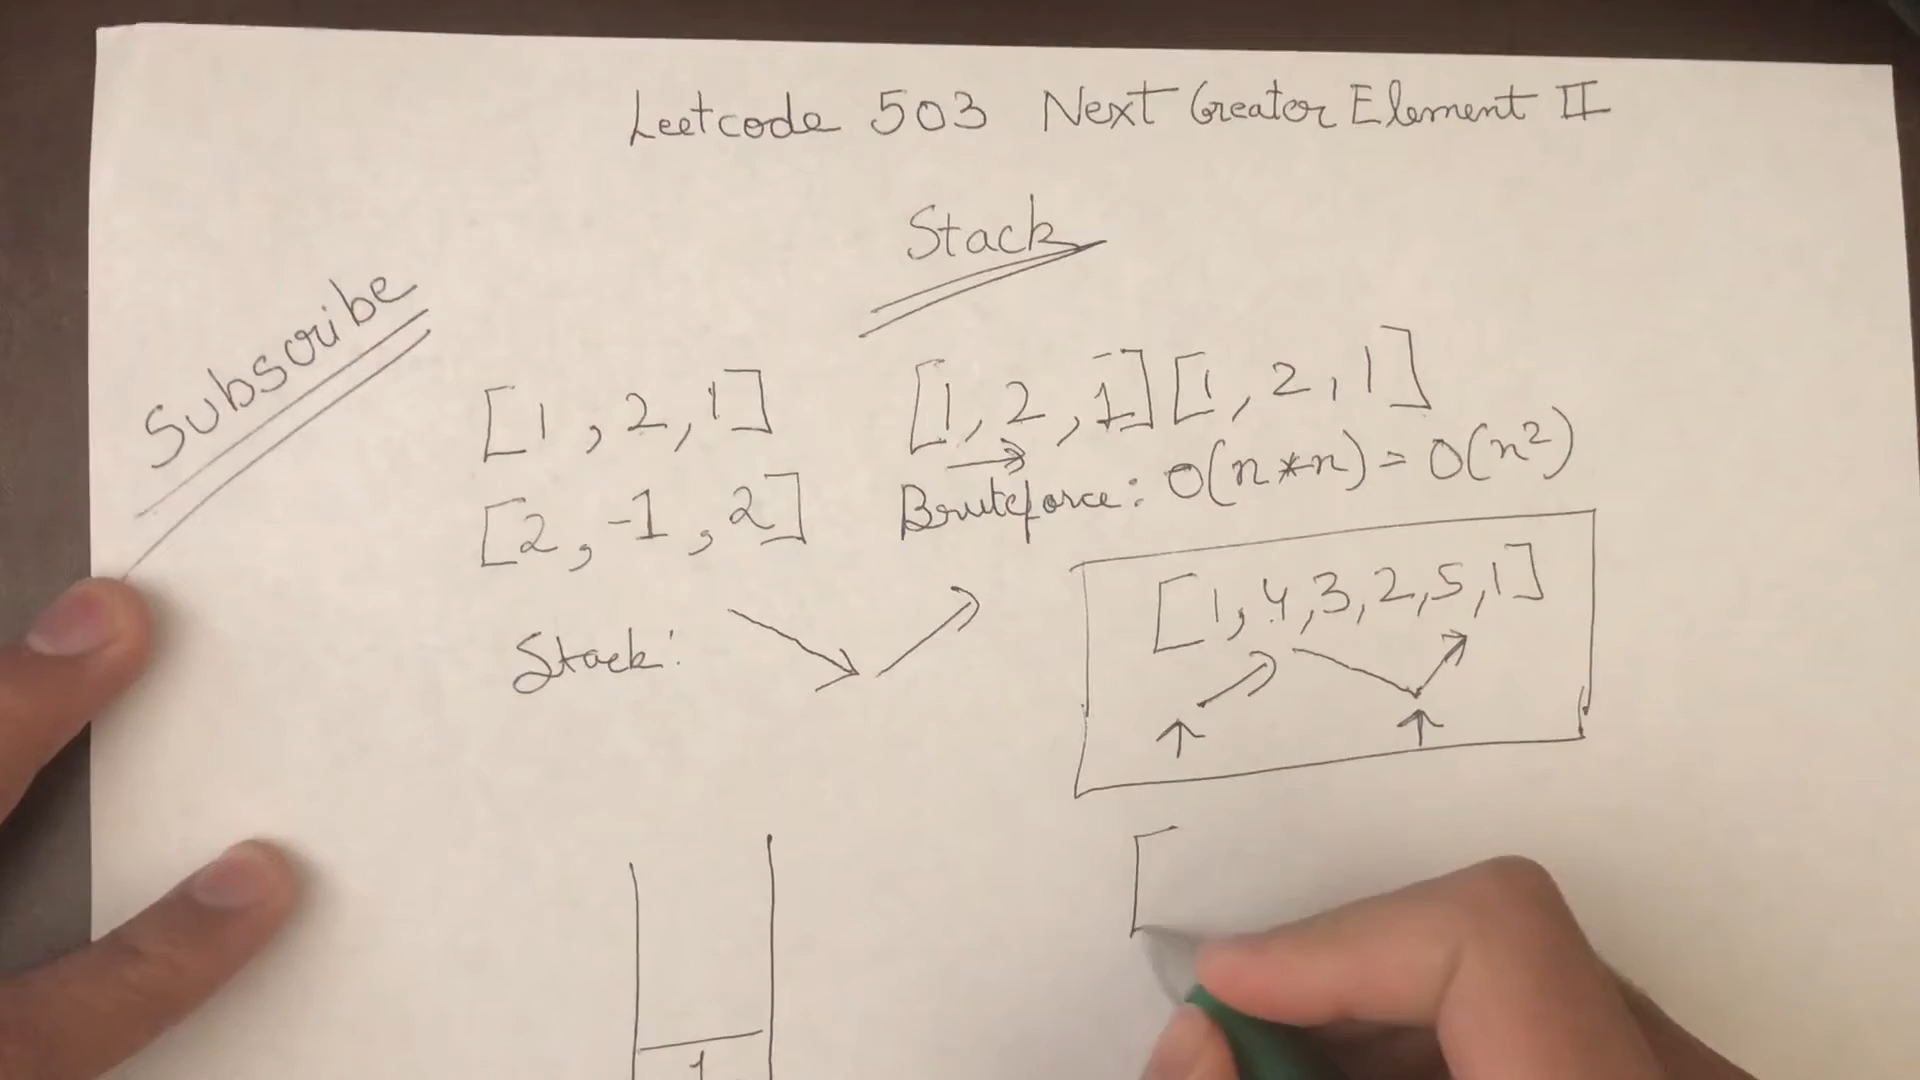 Leetcode 503 Next Greator Element II
Stack
Subscribe
[1, 2, 1] [1, 2, 1][1, 2, 1]
[2, -1, 2] Bruteforce: O(n*n) = O(n²)
[1, 4, 3, 2, 5, 1]
Stack:
[
1